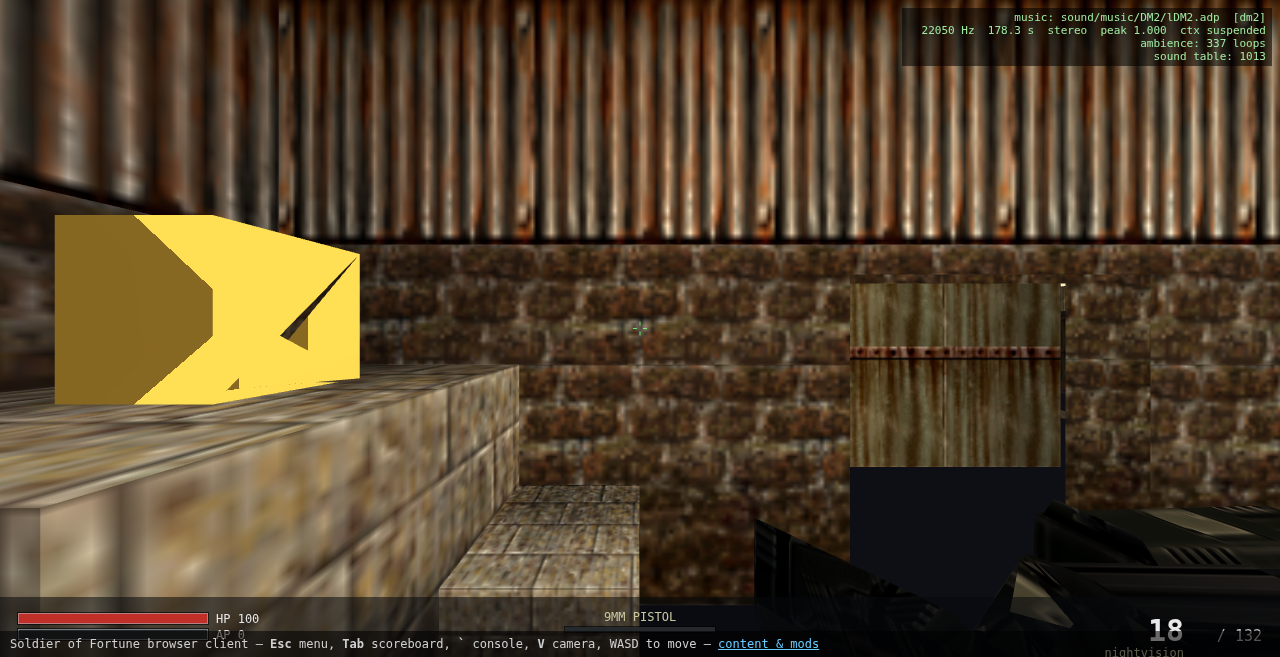 music: sound/music/DM2/lDM2.adp [dm2]
22050 Hz 178.3 s stereo peak 1.000 ctx suspended
ambience: 337 loops
sound table: 1013
HP 100
AP 0
9MM PISTOL
18 / 132
nightvision
Soldier of Fortune browser client — Esc menu, Tab scoreboard, ` console, V camera, WASD to move — content & mods